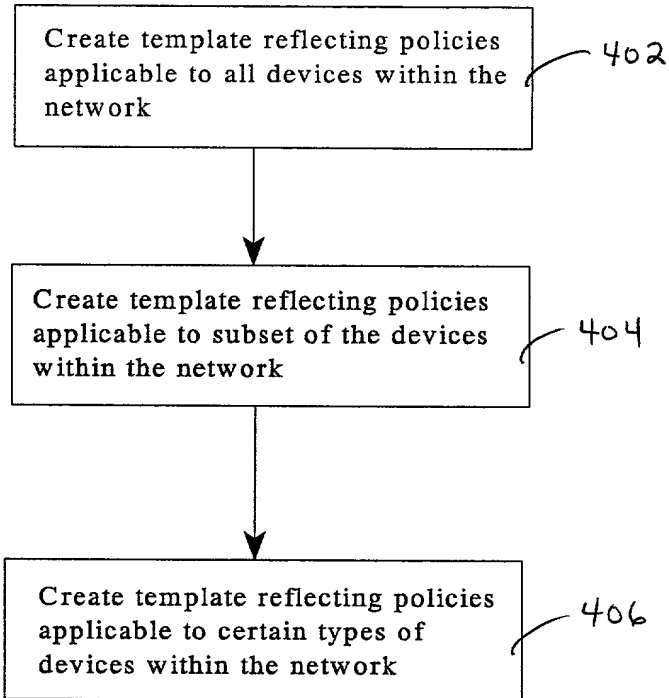 Create template reflecting policies
applicable to all devices within the
network
402
Create template reflecting policies
applicable to subset of the devices
within the network
404
Create template reflecting policies
applicable to certain types of
devices within the network
406